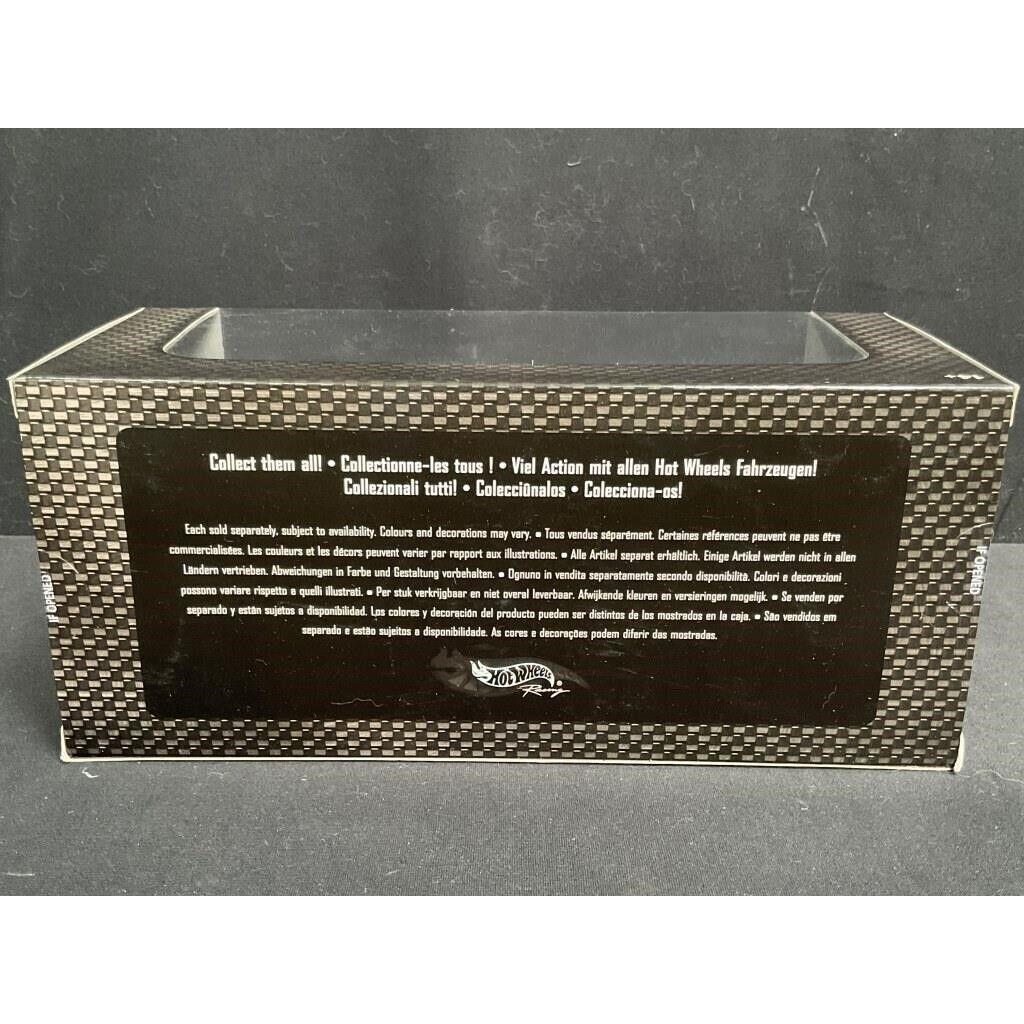 Collect them all! • Collectionne-les tous ! • Viel Action mit allen Hot Wheels Fahrzeugen!
Collezionali tutti! • Colecciónalos • Colecciona-os!
Each sold separately, subject to availability. Colours and decorations may vary. • Tous vendus séparément. Certaines références peuvent ne pas être
commercialisées. Les couleurs et les décors peuvent varier par rapport aux illustrations. • Alle Artikel separat erhältlich. Einige Artikel werden nicht in allen
Ländern vertrieben. Abweichungen in Farbe und Gestaltung vorbehalten. • Ognuno in vendita separatamente secondo disponibilità. Colori e decorazioni
possono variare rispetto a quelli illustrati. • Per stuk verkrijgbaar en niet overal leverbaar. Afwijkende kleuren en versieringen mogelijk. • Se venden por
separado y están sujetos a disponibilidad. Los colores y decoración del producto pueden ser distintos de los mostrados en la caja. • São vendidos em
separado e estão sujeitos a disponibilidade. As cores e decorações podem diferir das mostradas.
IF OPENED
IF OPENED
HOT WHEELS
Racing